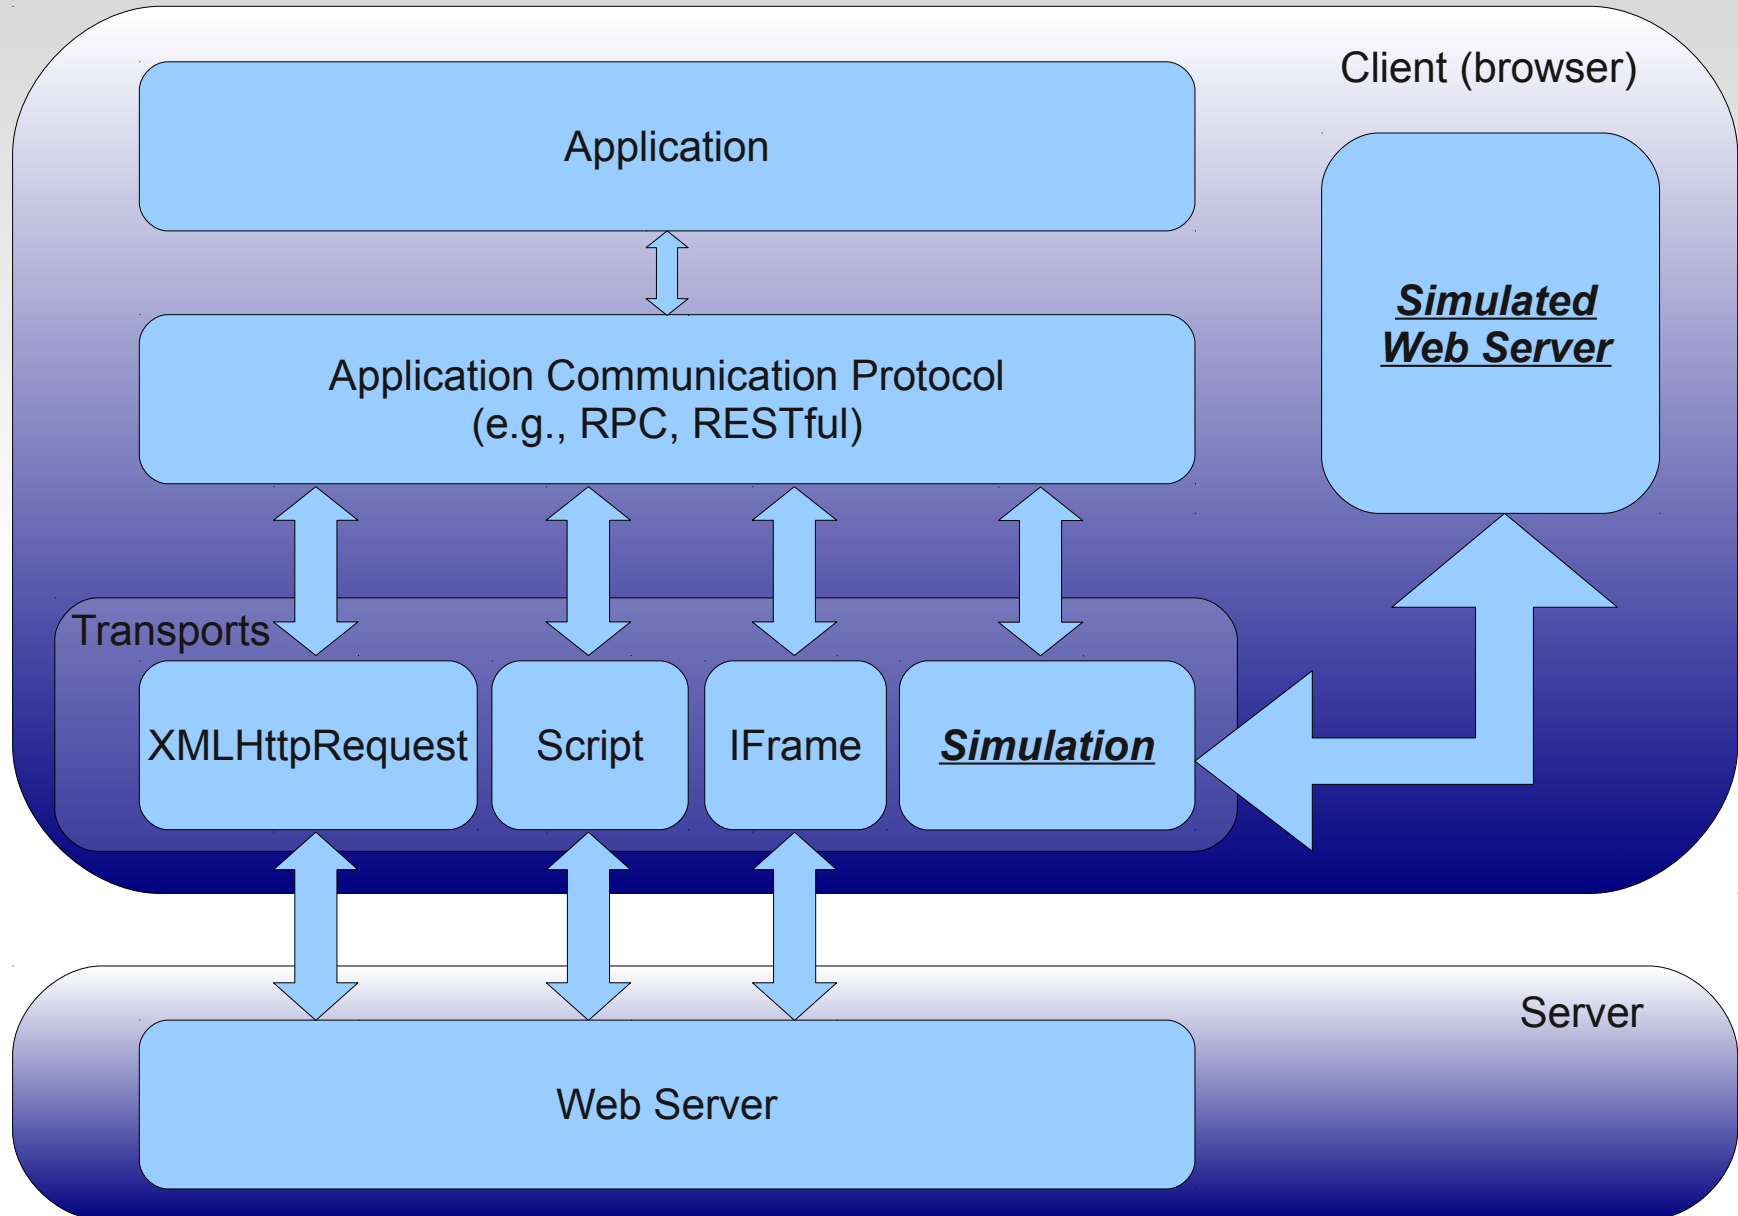 Client (browser)
Application
Simulated
Web Server
Application Communication Protocol
(e.g., RPC, RESTful)
Transports
XMLHttpRequest
Script
IFrame
Simulation
Server
Web Server